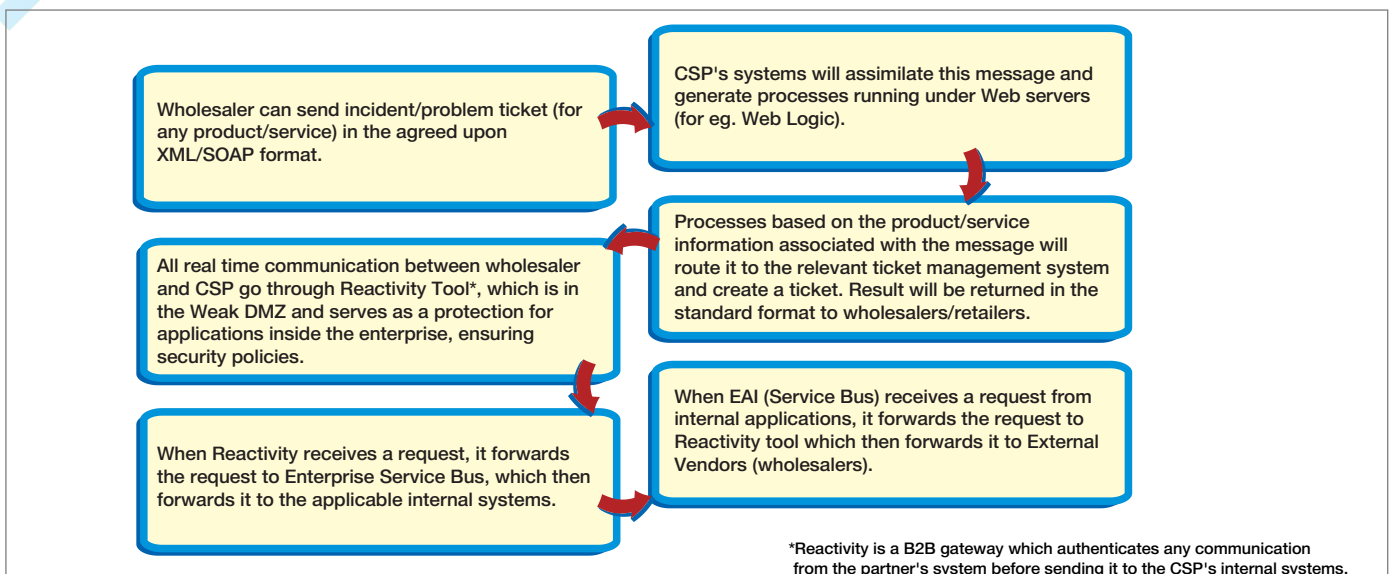 Wholesaler can send incident/problem ticket (for
any product/service) in the agreed upon
XML/SOAP format.
CSP's systems will assimilate this message and
generate processes running under Web servers
(for eg. Web Logic).
Processes based on the product/service
information associated with the message will
route it to the relevant ticket management system
and create a ticket. Result will be returned in the
standard format to wholesalers/retailers.
All real time communication between wholesaler
and CSP go through Reactivity Tool*, which is in
the Weak DMZ and serves as a protection for
applications inside the enterprise, ensuring
security policies.
When Reactivity receives a request, it forwards
the request to Enterprise Service Bus, which then
forwards it to the applicable internal systems.
When EAI (Service Bus) receives a request from
internal applications, it forwards the request to
Reactivity tool which then forwards it to External
Vendors (wholesalers).
*Reactivity is a B2B gateway which authenticates any communication
from the partner's system before sending it to the CSP's internal systems.